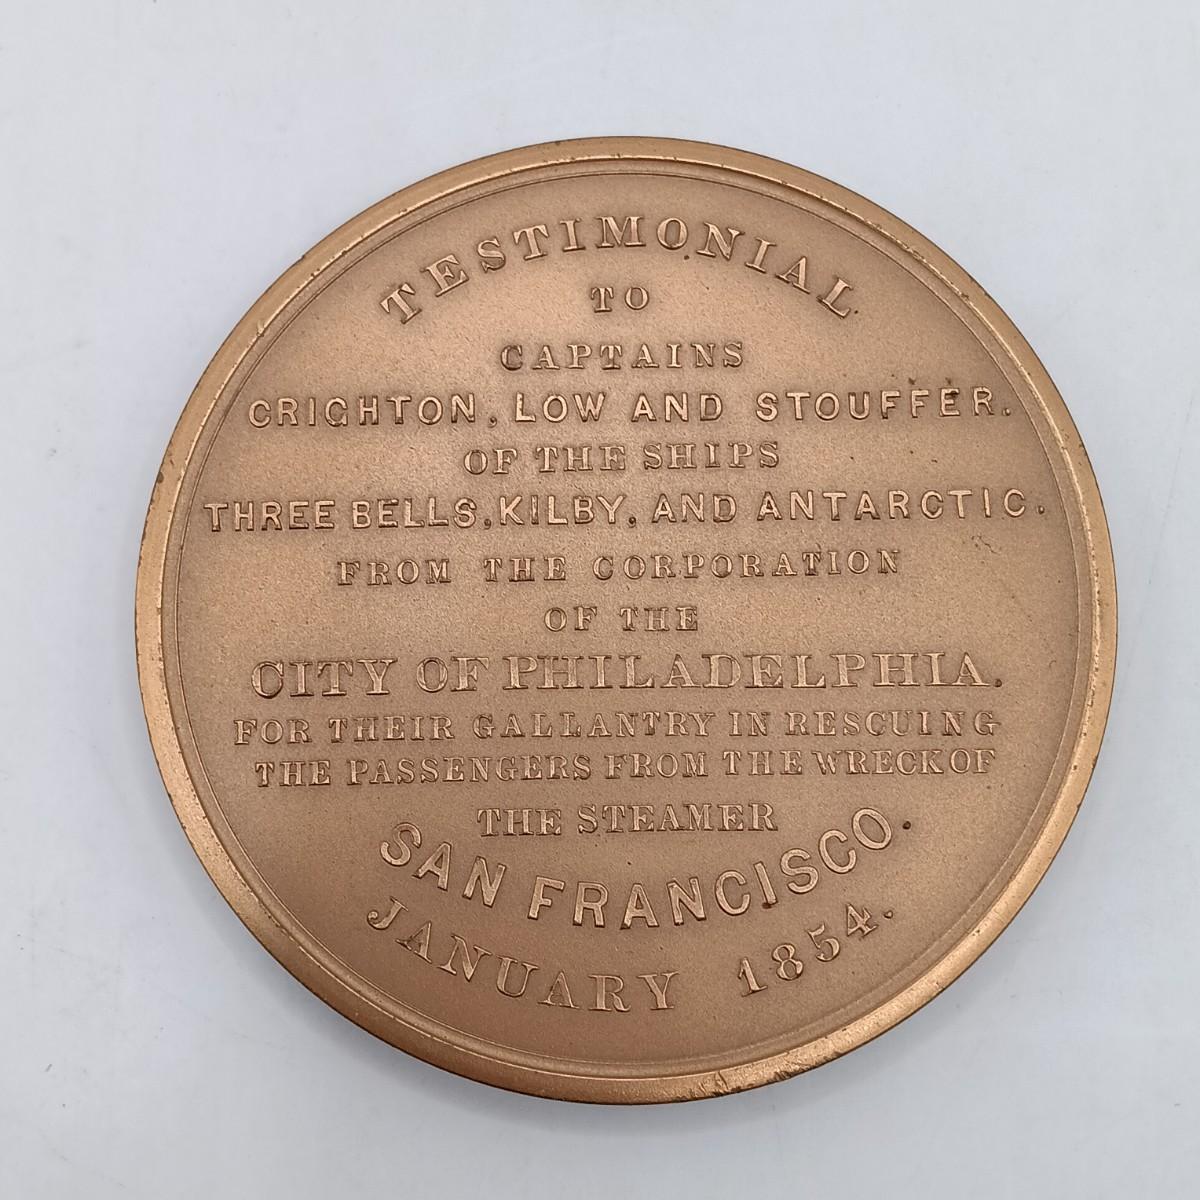 TESTIMONIAL
TO
CAPTAINS
CRIGHTON, LOW AND STOUFFER.
OF THE SHIPS
THREE BELLS, KILBY, AND ANTARCTIC.
FROM THE CORPORATION
OF THE
CITY OF PHILADELPHIA.
FOR THEIR GALLANTRY IN RESCUING
THE PASSENGERS FROM THE WRECK OF
THE STEAMER
SAN FRANCISCO.
JANUARY 1854.